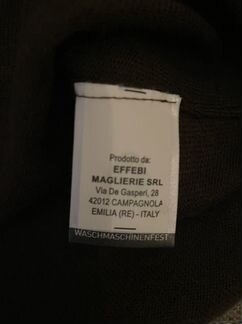 Prodotto da:
EFFEBI
MAGLIERIE SRL
Via De Gasperi, 28
42012 CAMPAGNOLA
EMILIA (RE) - ITALY
WASCHMASCHINENFEST